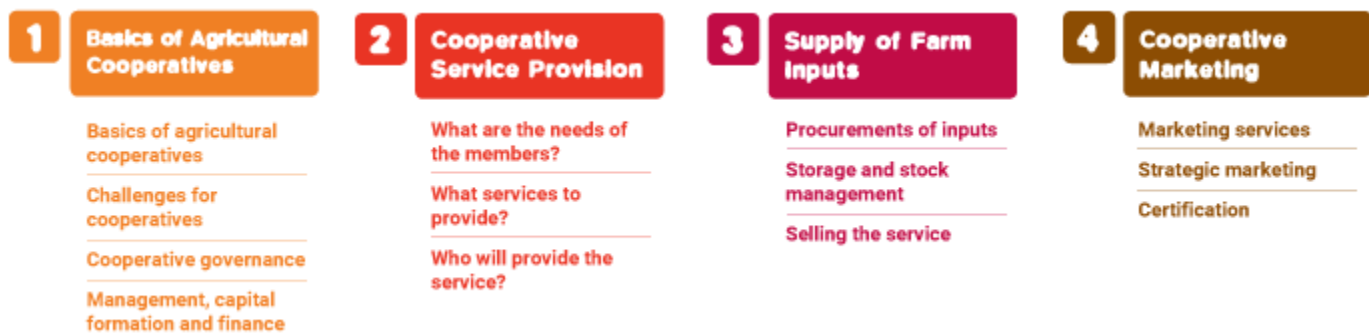 1
Basics of Agricultural
Cooperatives
Basics of agricultural
cooperatives
Challenges for
cooperatives
Cooperative governance
Management, capital
formation and finance
2
Cooperative
Service Provision
What are the needs of
the members?
What services to
provide?
Who will provide the
service?
3
Supply of Farm
Inputs
Procurements of inputs
Storage and stock
management
Selling the service
4
Cooperative
Marketing
Marketing services
Strategic marketing
Certification